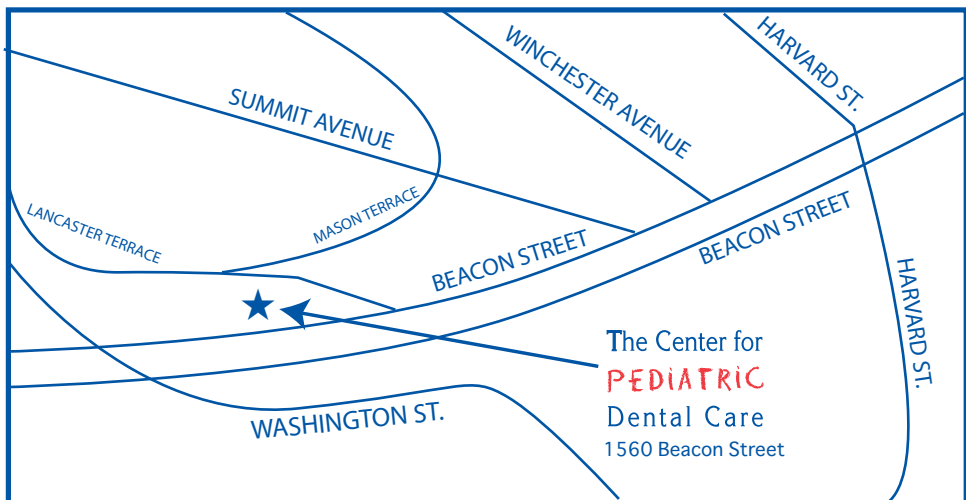 HARVARD ST.
WINCHESTER AVENUE
SUMMIT AVENUE
MASON TERRACE
LANCASTER TERRACE
BEACON STREET
BEACON STREET
HARVARD ST.
The Center for
PEDIATRIC
Dental Care
1560 Beacon Street
WASHINGTON ST.